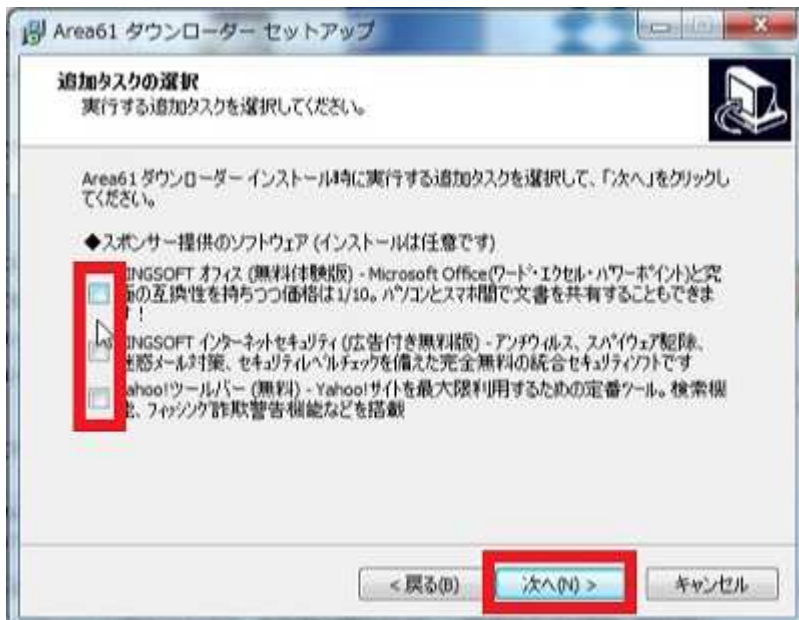 Area61 ダウンローダー セットアップ
追加タスクの選択
実行する追加タスクを選択してください。
Area61 ダウンローダー インストール時に実行する追加タスクを選択して、「次へ」をクリックし
てください。
◆スポンサー提供のソフトウェア (インストールは任意です)
INGSOFT オフィス (無料体験版) - Microsoft Office(ワード・エクセル・パワーポイント)と究
の互換性を持ちつつ価格は1/10。パソコンとスマホ間で文書を共有することもできま
!
INGSOFT インターネットセキュリティ (広告付き無料版) - アンチウィルス、スパイウェア駆除、
迷惑メール対策、セキュリティレベルチェックを備えた完全無料の統合セキュリティソフトです
ahoo!ツールバー (無料) - Yahoo!サイトを最大限利用するための定番ツール。検索機
、フィッシング詐欺警告機能などを搭載
< 戻る(B)
次へ(N) >
キャンセル